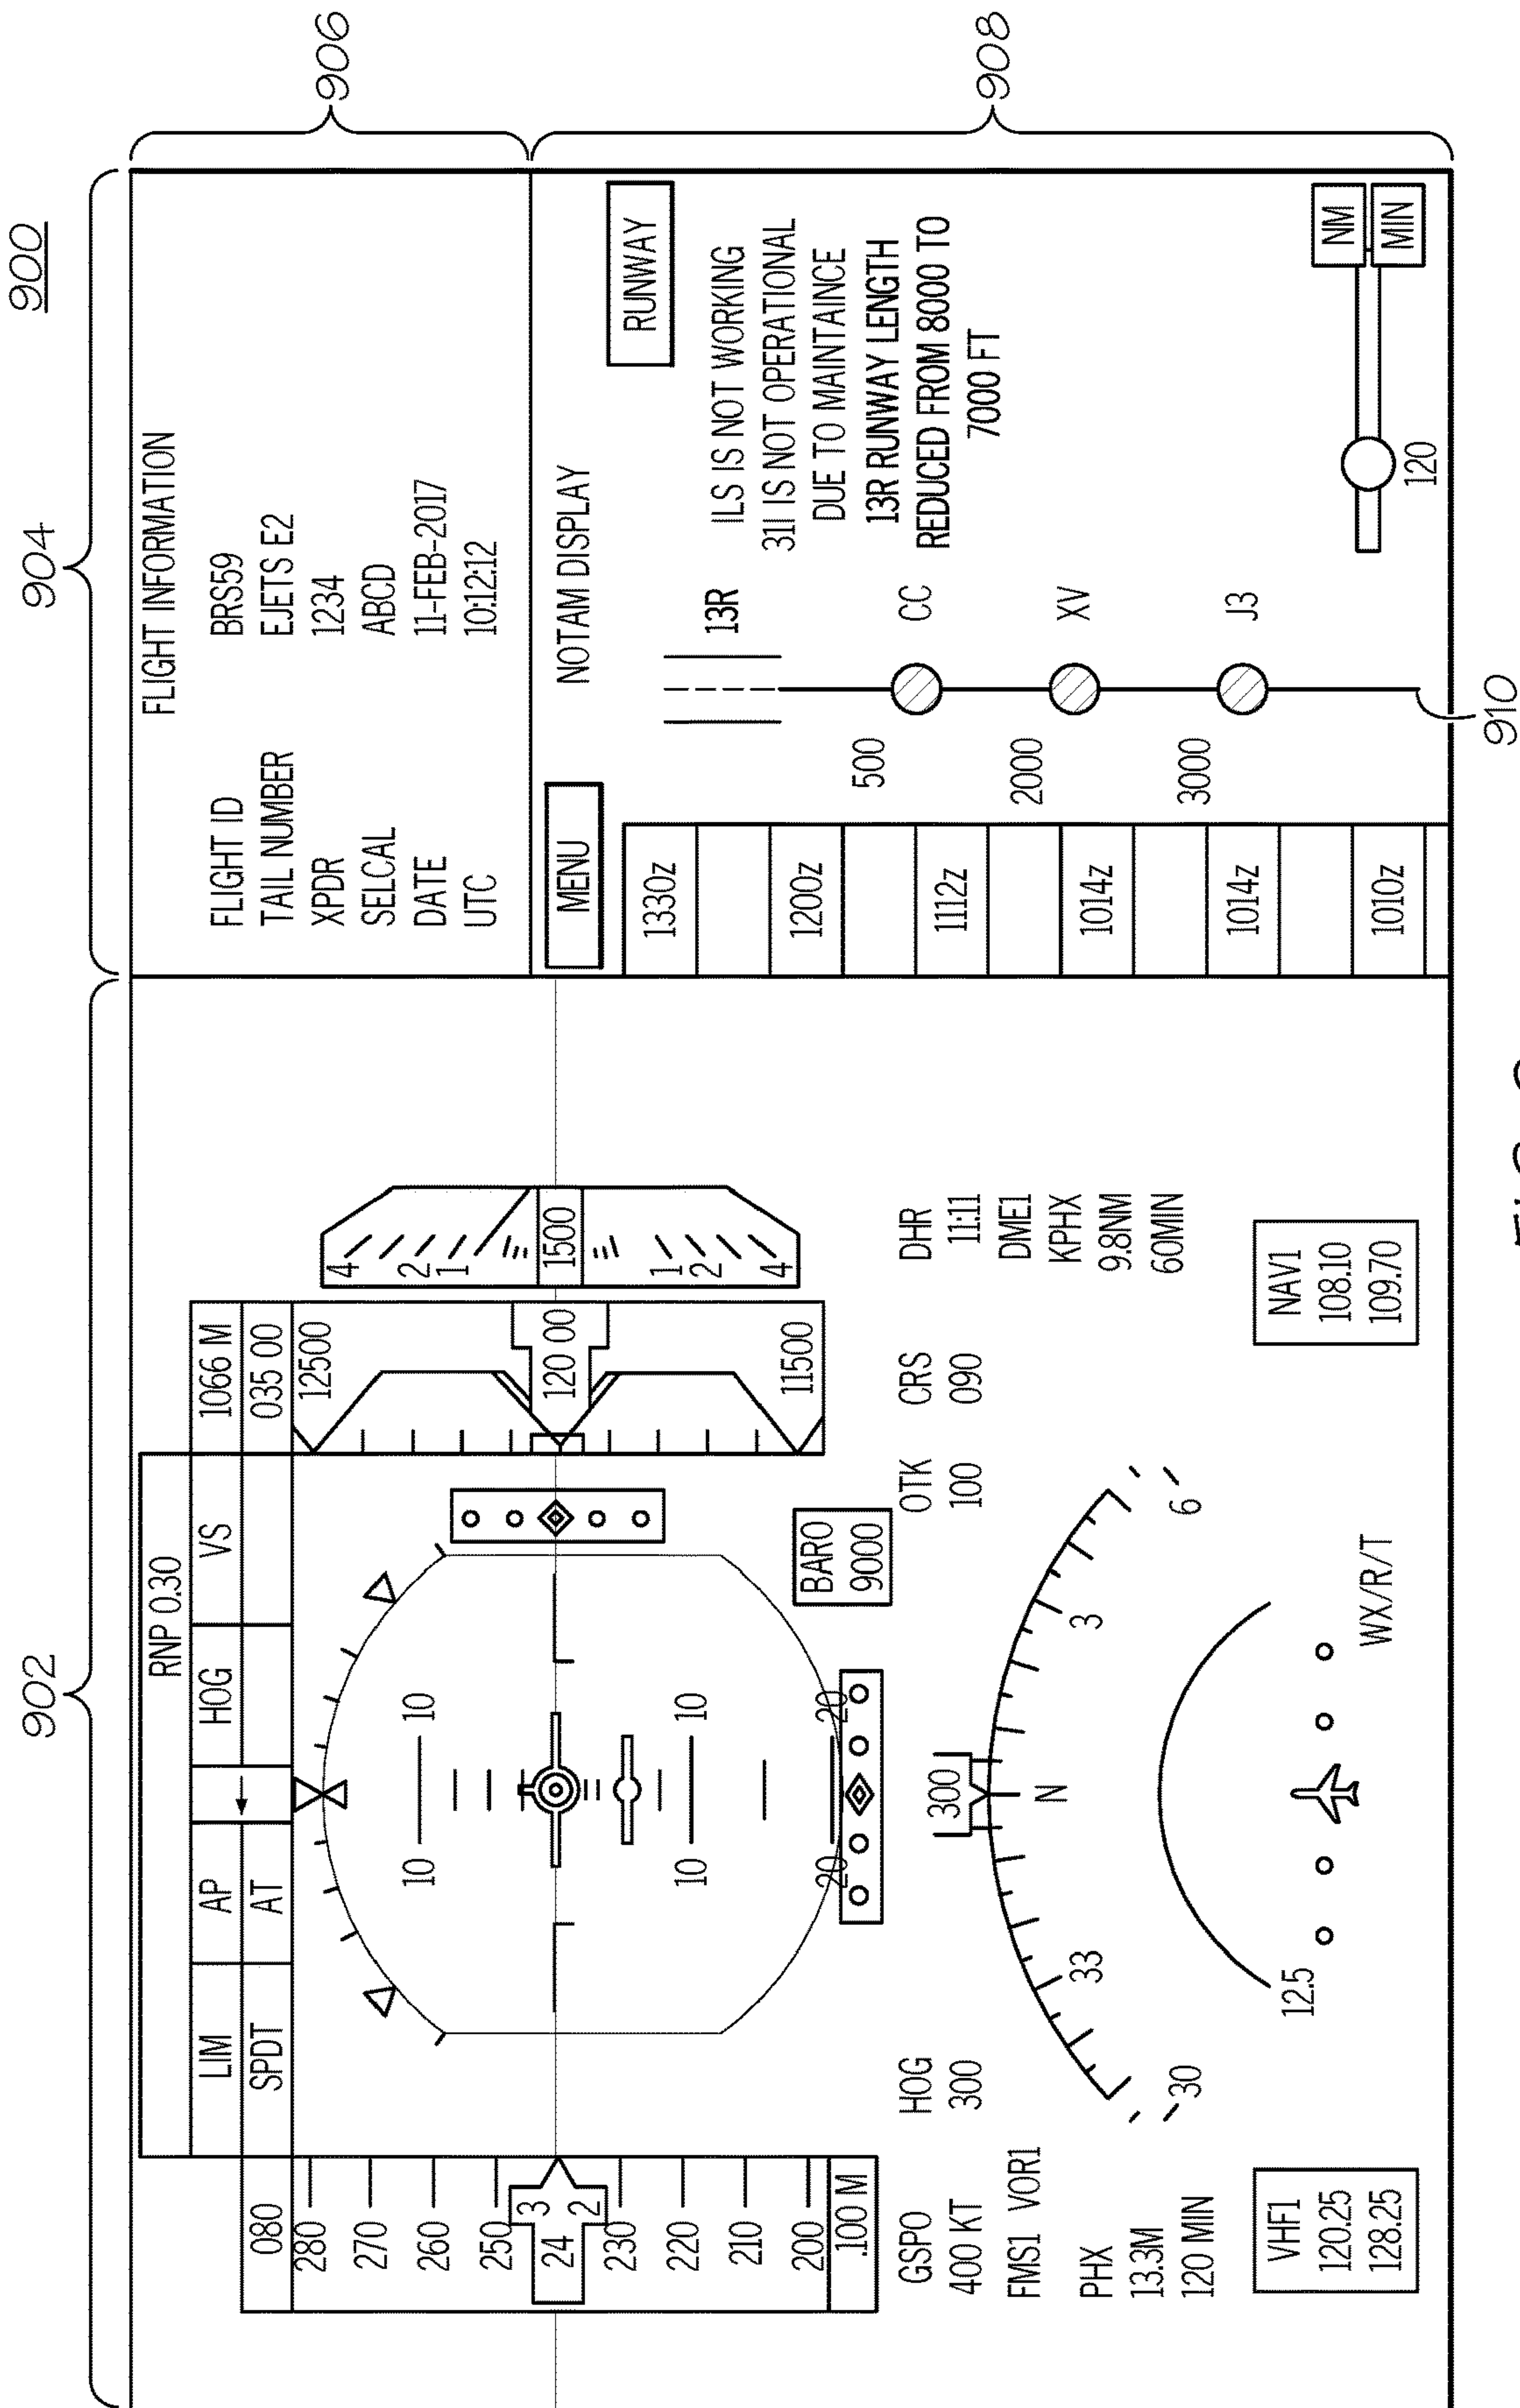 900
902
904
906
908
RNP 0.30
LIM AP HOG VS
SPDT AT
080
280
270
260
250
24
3
2
230
220
210
200
.100 M
10 10
10 10
20 20
1066 M
035 00
12500
120 00
11500
4
2
1
1500
1
2
4
BARO
9000
GSPO
400 KT
FMS1 VOR1
PHX
13.3M
120 MIN
HOG
300
OTK
100
CRS
090
DHR
11:11
DME1
KPHX
9.8NM
60MIN
300
N
33
3
30
6
12.5
WX/R/T
VHF1
120.25
128.25
NAV1
108.10
109.70
FLIGHT INFORMATION
FLIGHT ID BRS59
TAIL NUMBER EJETS E2
XPDR 1234
SELCAL ABCD
DATE 11-FEB-2017
UTC 10:12:12
MENU
NOTAM DISPLAY
RUNWAY
1330z
1200z
1112z
1014z
1014z
1010z
13R
500 CC
2000 XV
3000 J3
ILS IS NOT WORKING
31I IS NOT OPERATIONAL
DUE TO MAINTAINCE
13R RUNWAY LENGTH
REDUCED FROM 8000 TO
7000 FT
120
NM
MIN
910